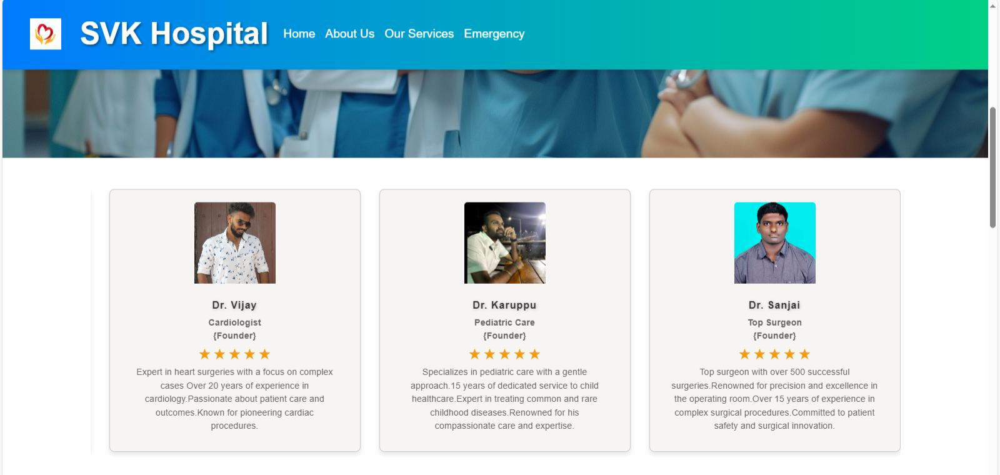 SVK Hospital
Home About Us Our Services Emergency
Dr. Vijay
Cardiologist
{Founder}
★ ★ ★ ★ ★
Expert in heart surgeries with a focus on complex
cases Over 20 years of experience in
cardiology.Passionate about patient care and
outcomes.Known for pioneering cardiac
procedures.
Dr. Karuppu
Pediatric Care
{Founder}
★ ★ ★ ★ ★
Specializes in pediatric care with a gentle
approach.15 years of dedicated service to child
healthcare.Expert in treating common and rare
childhood diseases.Renowned for his
compassionate care and expertise.
Dr. Sanjai
Top Surgeon
{Founder}
★ ★ ★ ★ ★
Top surgeon with over 500 successful
surgeries.Renowned for precision and excellence in
the operating room.Over 15 years of experience in
complex surgical procedures.Committed to patient
safety and surgical innovation.